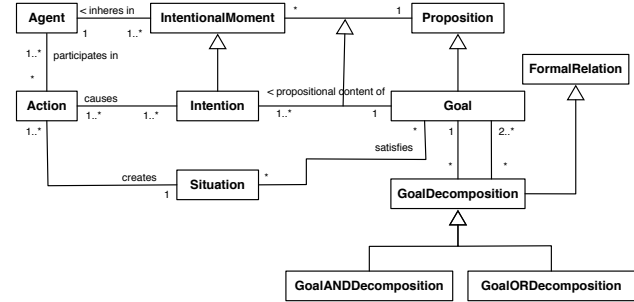 Agent
< inheres in
IntentionalMoment
*
1
Proposition
1
1..*
1..*
participates in
*
FormalRelation
Action
causes
Intention
< propositional content of
Goal
1..*
1..*
1..*
1..*
1
*
1
2..*
satisfies
creates
1
Situation
*
*
*
GoalDecomposition
GoalANDDecomposition
GoalORDecomposition